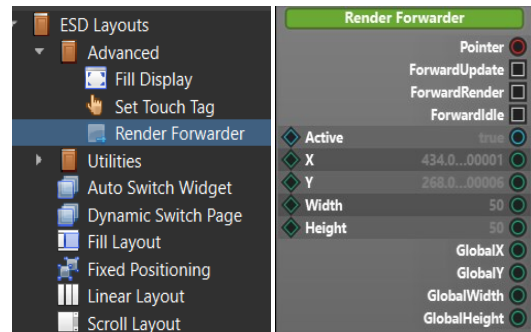 ESD Layouts
Advanced
Fill Display
Set Touch Tag
Render Forwarder
Utilities
Auto Switch Widget
Dynamic Switch Page
Fill Layout
Fixed Positioning
Linear Layout
Scroll Layout
Render Forwarder
Pointer
ForwardUpdate
ForwardRender
ForwardIdle
Active true
X 434.0...00001
Y 268.0...00006
Width 50
Height 50
GlobalX
GlobalY
GlobalWidth
GlobalHeight